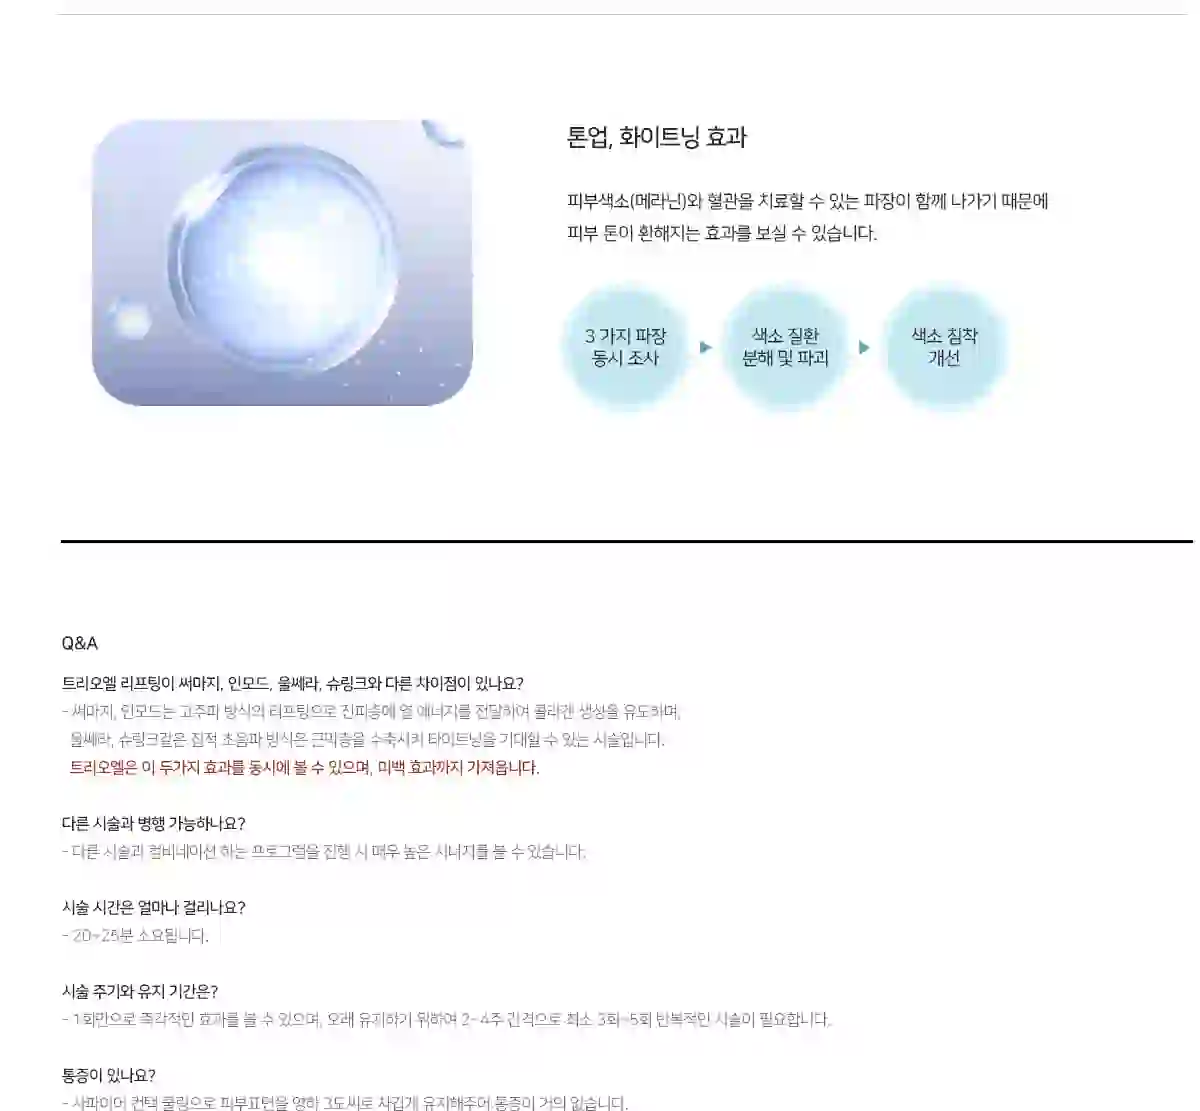 톤업, 화이트닝 효과
피부색소(메라닌)와 혈관을 치료할 수 있는 파장이 함께 나가기 때문에
피부 톤이 환해지는 효과를 보실 수 있습니다.
3 가지 파장
동시 조사
색소 질환
분해 및 파괴
색소 침착
개선
Q&A
트리오엘 리프팅이 써마지, 인모드, 울쎄라, 슈링크와 다른 차이점이 있나요?
- 써마지, 인모드는 고주파 방식의 리프팅으로 진피층에 열 에너지를 전달하여 콜라겐 생성을 유도하며,
울쎄라, 슈링크같은 집적 초음파 방식은 근막층을 수축시켜 타이트닝을 기대할 수 있는 시술입니다.
트리오엘은 이 두가지 효과를 동시에 볼 수 있으며, 미백 효과까지 가져옵니다.
다른 시술과 병행 가능하나요?
- 다른 시술과 컴비네이션 하는 프로그램을 진행 시 매우 높은 시너지를 볼 수 있습니다.
시술 시간은 얼마나 걸리나요?
- 20~25분 소요됩니다.
시술 주기와 유지 기간은?
- 1회만으로 즉각적인 효과를 볼 수 있으며, 오래 유지하기 위하여 2~4주 간격으로 최소 3회~5회 반복적인 시술이 필요합니다.
통증이 있나요?
- 사파이어 컨택 쿨링으로 피부표면을 영하 3도씨로 차갑게 유지해주어 통증이 거의 없습니다.